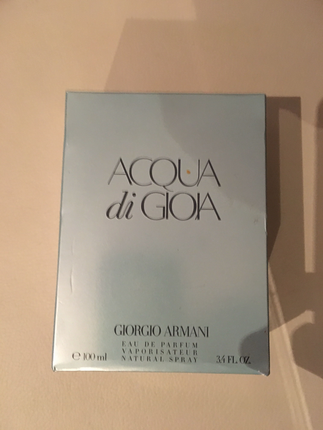 ACQUA
di GIOIA
GIORGIO ARMANI
EAU DE PARFUM
VAPORISATEUR
℮ 100 ml NATURAL SPRAY 3.4 FL. OZ